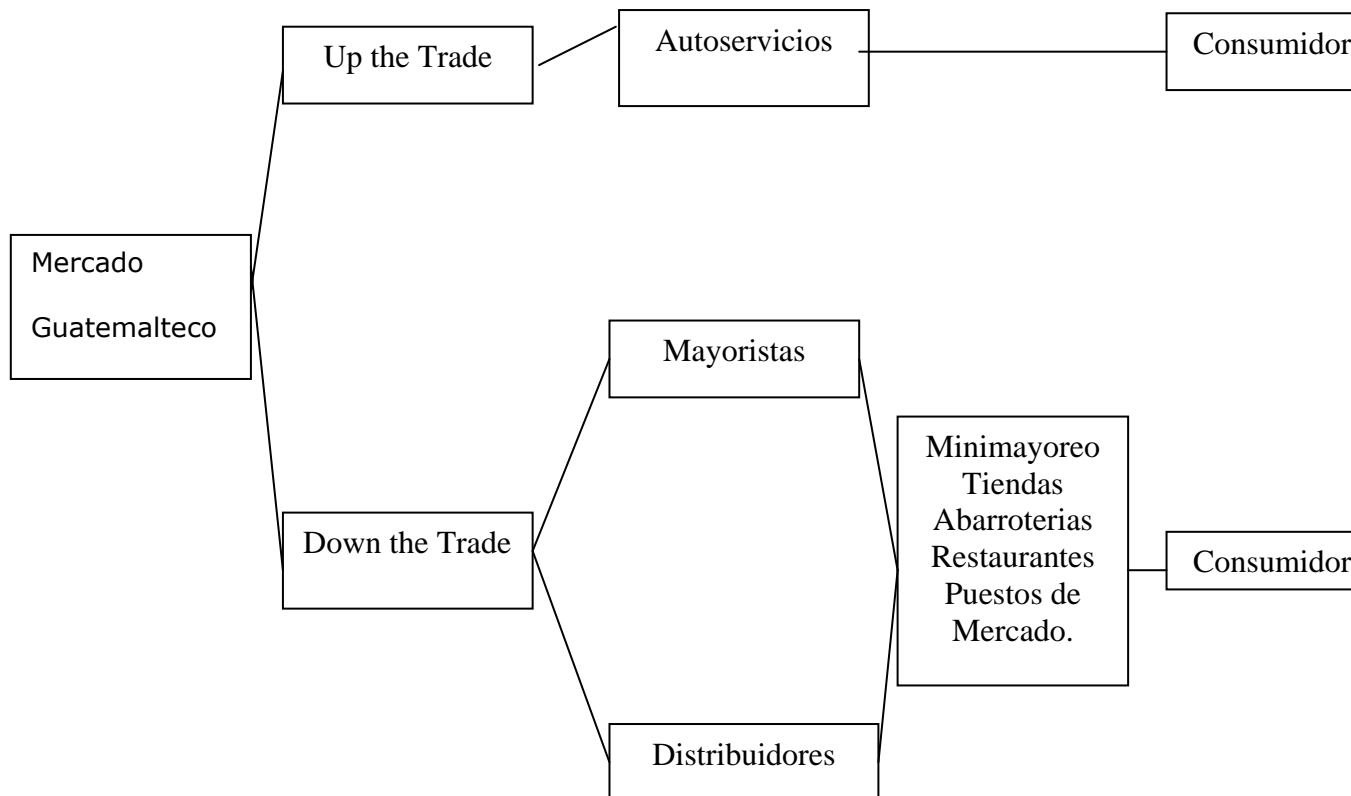 Up the Trade
Autoservicios
Consumidor
Mercado
Guatemalteco
Mayoristas
Minimayoreo
Tiendas
Abarroterias
Restaurantes
Puestos de
Mercado.
Down the Trade
Consumidor
Distribuidores